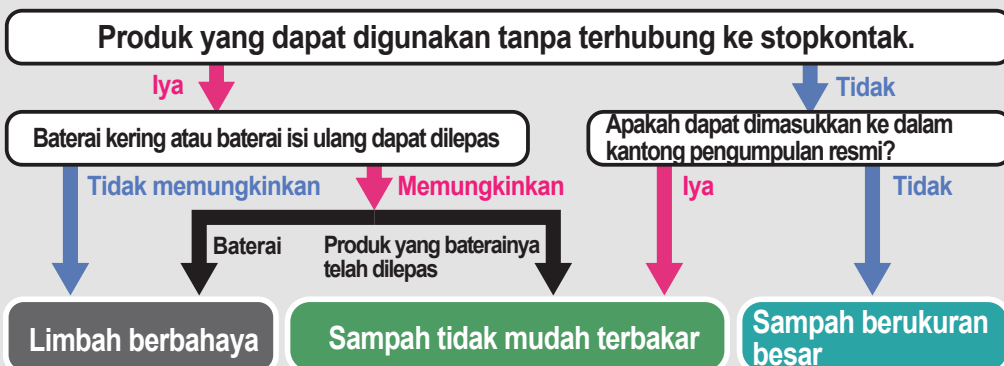 Produk yang dapat digunakan tanpa terhubung ke stopkontak.
Iya
Tidak
Baterai kering atau baterai isi ulang dapat dilepas
Apakah dapat dimasukkan ke dalam
kantong pengumpulan resmi?
Tidak memungkinkan
Memungkinkan
Iya
Tidak
Baterai
Produk yang baterainya
telah dilepas
Limbah berbahaya
Sampah tidak mudah terbakar
Sampah berukuran
besar